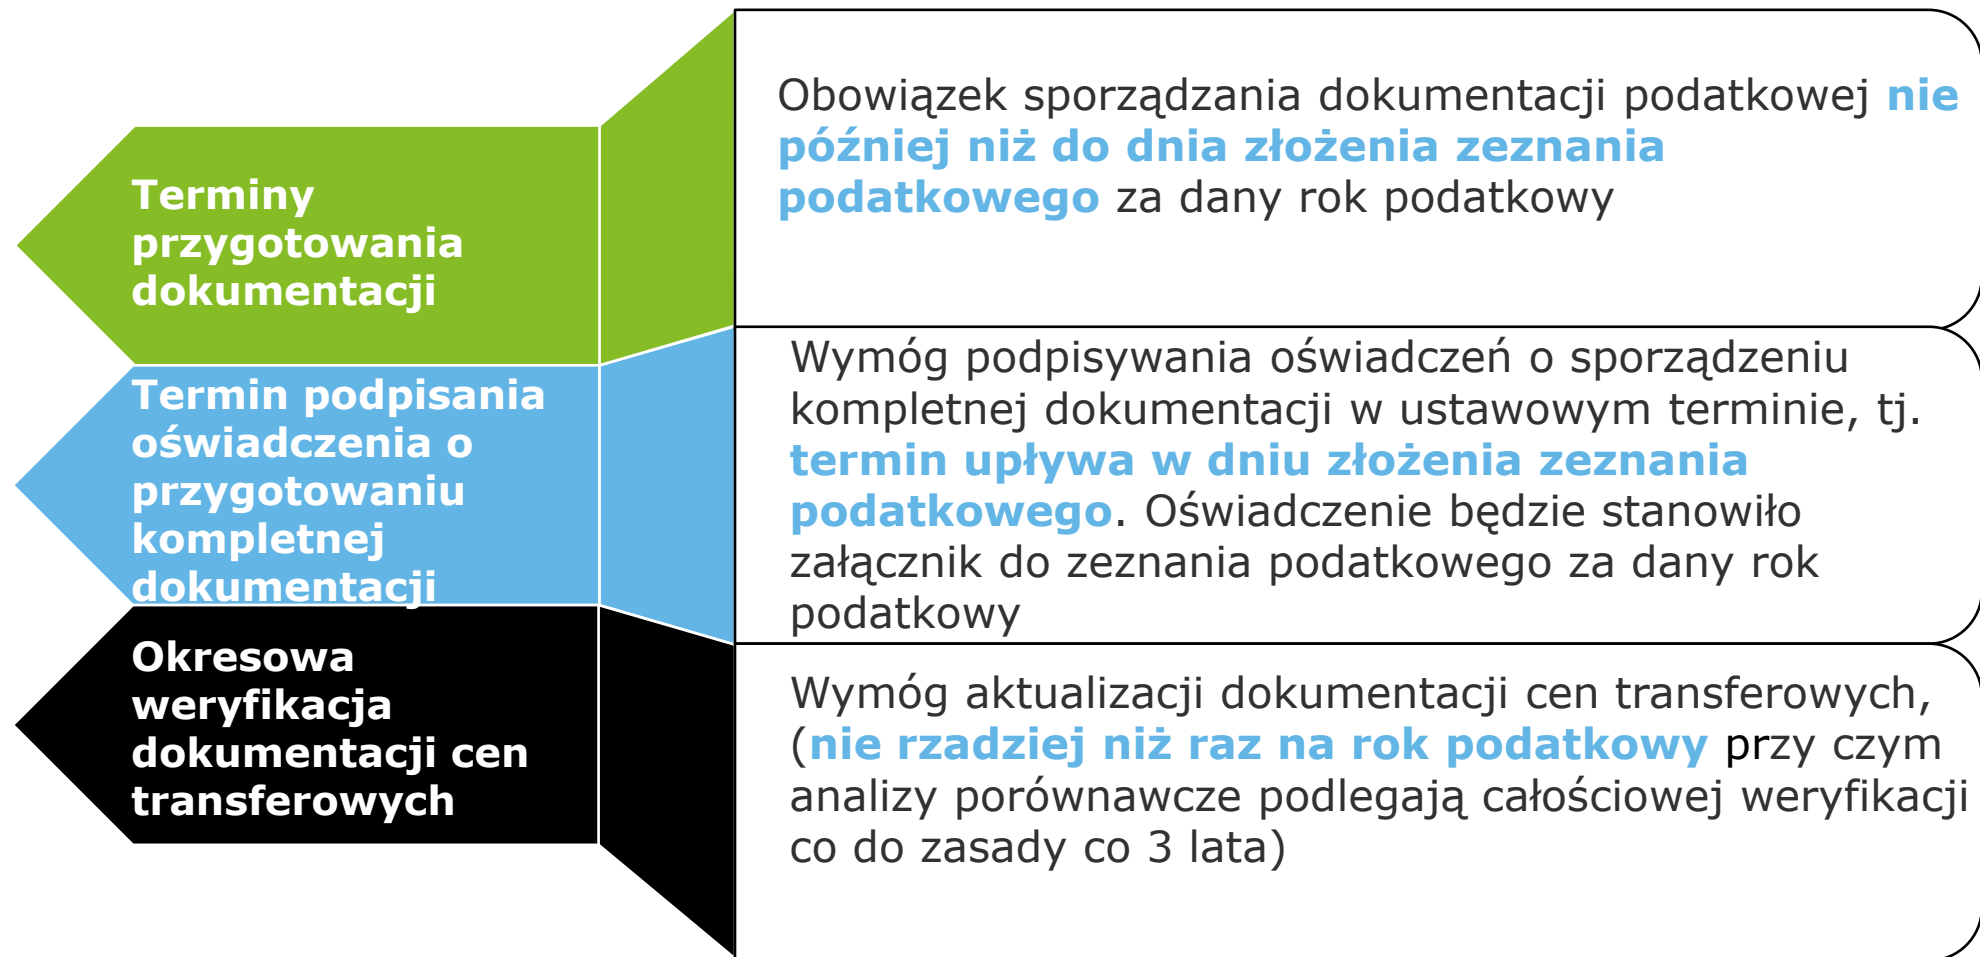 Terminy
przygotowania
dokumentacji
Obowiązek sporządzania dokumentacji podatkowej nie
później niż do dnia złożenia zeznania
podatkowego za dany rok podatkowy
Termin podpisania
oświadczenia o
przygotowaniu
kompletnej
dokumentacji
Wymóg podpisywania oświadczeń o sporządzeniu
kompletnej dokumentacji w ustawowym terminie, tj.
termin upływa w dniu złożenia zeznania
podatkowego. Oświadczenie będzie stanowiło
załącznik do zeznania podatkowego za dany rok
podatkowy
Okresowa
weryfikacja
dokumentacji cen
transferowych
Wymóg aktualizacji dokumentacji cen transferowych,
(nie rzadziej niż raz na rok podatkowy przy czym
analizy porównawcze podlegają całościowej weryfikacji
co do zasady co 3 lata)